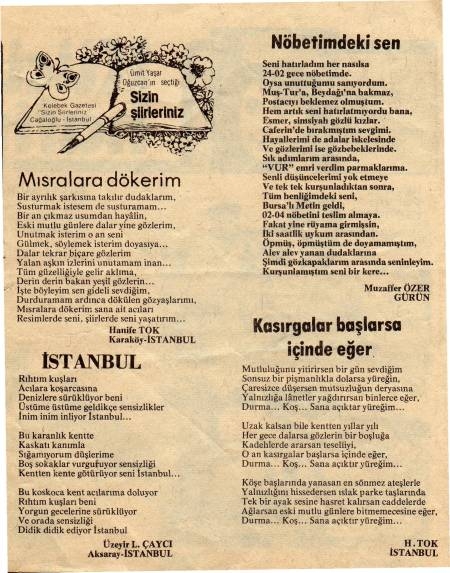 Kelebek Gazetesi
"Sizin Şiirleriniz"
Cağaloğlu - İstanbul
Ümit Yaşar
Oğuzcan'ın seçtiği
Sizin
şiirleriniz
Mısralara dökerim
Bir ayrılık şarkısına takılır dudaklarım,
Susturmak istesem de susturamam...
Bir an çıkmaz usumdan hayâlin,
Eski mutlu günlere dalar yine gözlerim,
Unutmak isterim o an seni
Gülmek, söylemek isterim doyasıya...
Dalar tekrar biçare gözlerim
Yalan aşkın izlerini unutamam inan...
Tüm güzelliğiyle gelir aklıma,
Derin derin bakan yeşil gözlerin...
İşte böyleyim sen gideli sevdiğim,
Durduramam ardınca dökülen gözyaşlarımı,
Mısralara dökerim sana ait acıları
Resimlerde seni, şiirlerde seni yaşatırım...
Hanife TOK
Karaköy-İSTANBUL
İSTANBUL
Rıhtım kuşları
Acılara koşarcasına
Denizlere sürüklüyor beni
Üstüme üstüme geldikçe sensizlikler
İnim inim inliyor İstanbul...
Bu karanlık kentte
Kaskatı kanımla
Sığamıyorum düşlerime
Boş sokaklar vurguluyor sensizliği
Kentten kente götürüyor seni İstanbul...
Bu koskoca kent acılarıma doluyor
Rıhtım kuşları beni
Yorgun gecelerine sürüklüyor
Ve orada sensizliği
Didik didik ediyor İstanbul
Üzeyir L. ÇAYCI
Aksaray-İSTANBUL
Nöbetimdeki sen
Seni hatırladım her nasılsa
24-02 gece nöbetimde.
Oysa unuttuğumu sanıyordum.
Muş-Tur'a, Beydağı'na bakmaz,
Postacıyı beklemez olmuştum.
Hem artık seni hatırlatmıyordu bana,
Esmer, simsiyah gözlü kızlar.
Caferin'de bırakmıştım sevgimi.
Hayallerimi de adalar iskelesinde
Ve gözlerini ise gözbebeklerinde.
Sık adımlarım arasında,
"VUR" emri verdim parmaklarıma.
Senli düşüncelerimi yok etmeye
Ve tek tek kurşunladıktan sonra,
Tüm benliğimdeki seni,
Bursa'lı Metin geldi,
02-04 nöbetini teslim almaya.
Fakat yine rüyama girmişsin,
İki saatlik uykum arasından.
Öpmüş, öpmüştüm de doyamamıştım,
Alev alev yanan dudaklarına
Şimdi gözkapaklarım arasında seninleyim.
Kurşunlamıştım seni bir kere...
Muzaffer ÖZER
GÜRÜN
Kasırgalar başlarsa
içinde eğer
Mutluluğunu yitirirsen bir gün sevdiğim
Sonsuz bir pişmanlıkla dolarsa yüreğin,
Çaresizce düşersen mutsuzluğun deryasına
Yalnızlığa lânetler yağdırırsan binlerce eğer,
Durma... Koş... Sana açıktır yüreğim...
Uzak kalsan bile kentten yıllar yılı
Her gece dalarsa gözlerin bir boşluğa
Kadehlerde ararsan teselliyi,
O an kasırgalar başlarsa içinde eğer,
Durma... Koş... Sana açıktır yüreğim...
Köşe başlarında yanasan en sönmez ateşlerle
Yalnızlığını hissedersen ıslak parke taşlarında
Tek bir ayak sesine hasret kalırsan caddelerde
Ağlarsan eski mutlu günlere bitmemecesine eğer,
Durma... Koş... Sana açıktır yüreğim...
H. TOK
İSTANBUL